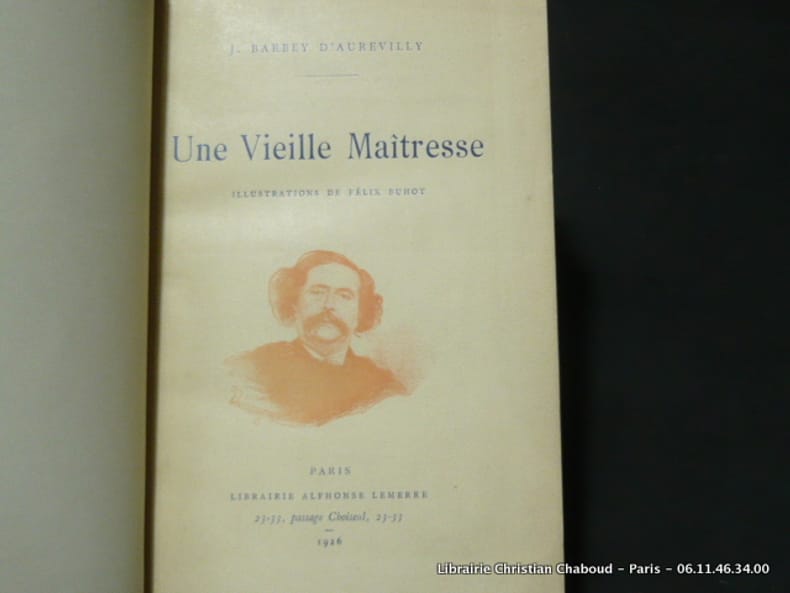 J. BARBEY D'AUREVILLY
Une Vieille Maîtresse
ILLUSTRATIONS DE FÉLIX BUHOT
PARIS
LIBRAIRIE ALPHONSE LEMERRE
23-33, passage Choiseul, 23-33
1926
Librairie Christian Chaboud - Paris - 06.11.46.34.00